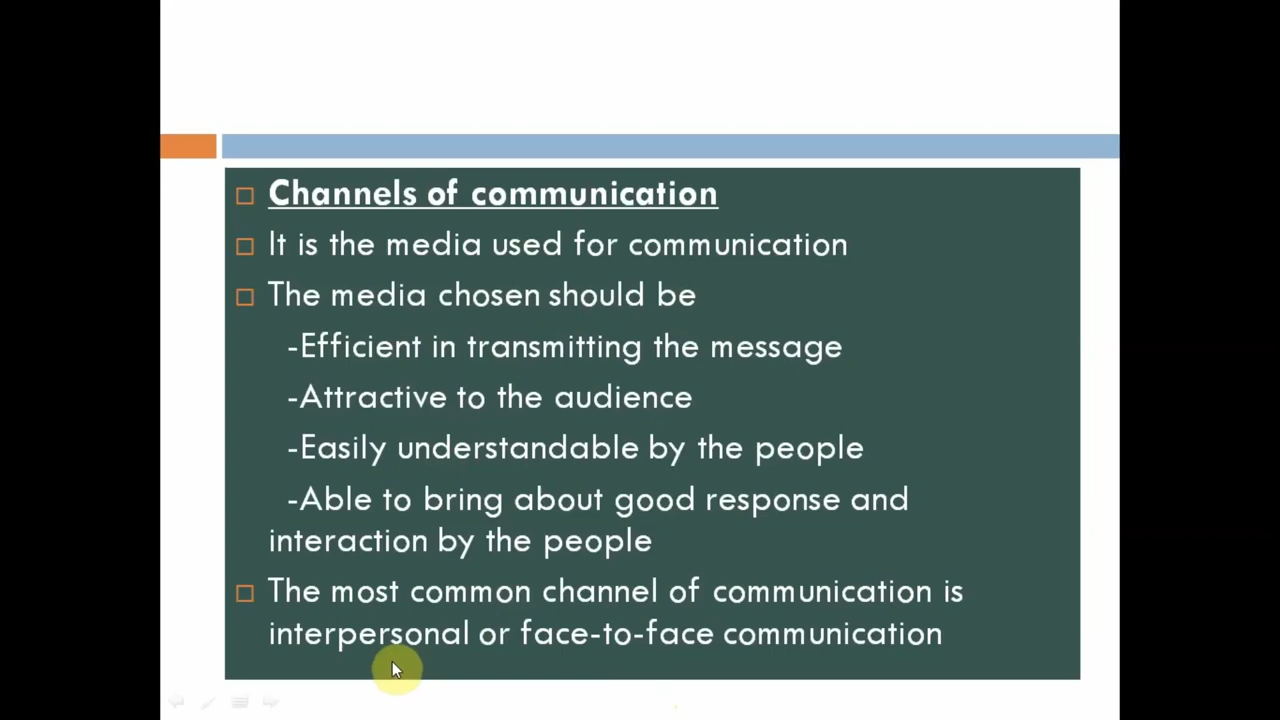 Channels of communication
It is the media used for communication
The media chosen should be
-Efficient in transmitting the message
-Attractive to the audience
-Easily understandable by the people
-Able to bring about good response and
interaction by the people
The most common channel of communication is
interpersonal or face-to-face communication